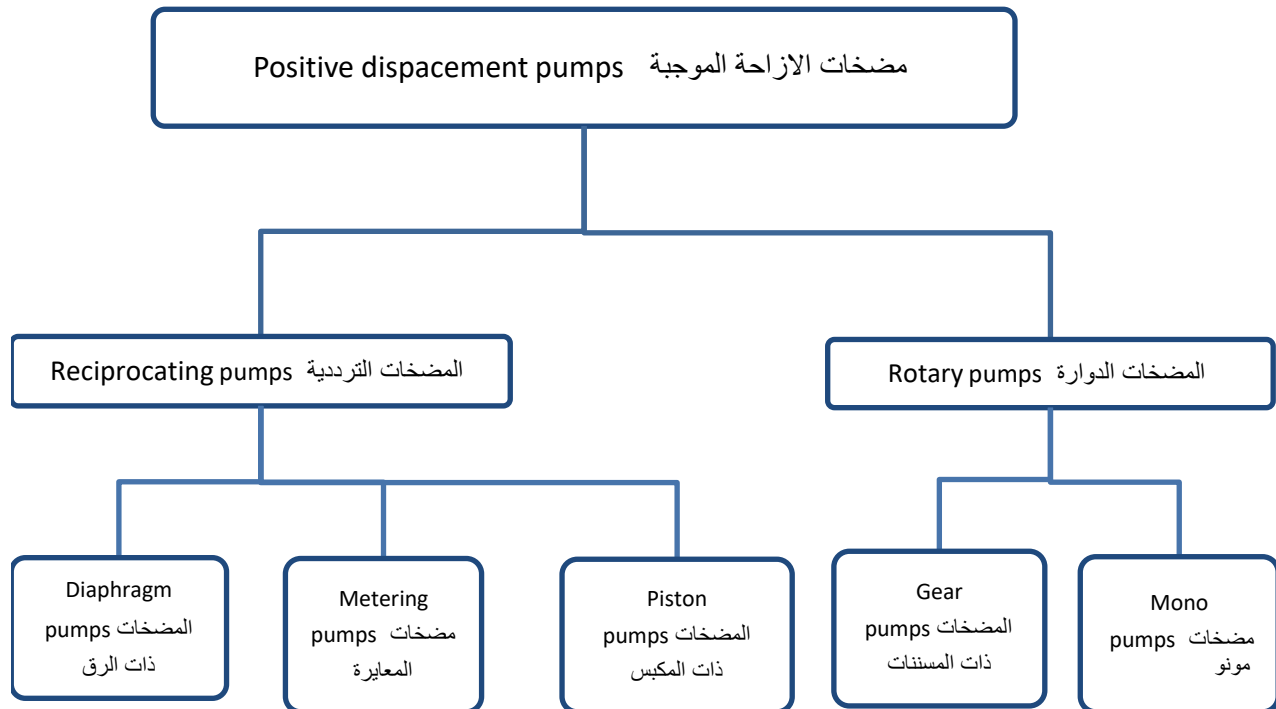 Positive dispacement pumps مضخات الازاحة الموجبة
Reciprocating pumps المضخات الترددية
Rotary pumps المضخات الدوارة
Diaphragm
المضخات pumps
ذات الرق
Metering
مضخات pumps
المعايرة
Piston
المضخات pumps
ذات المكبس
Gear
المضخات pumps
ذات المسننات
Mono
مضخات pumps
مونو